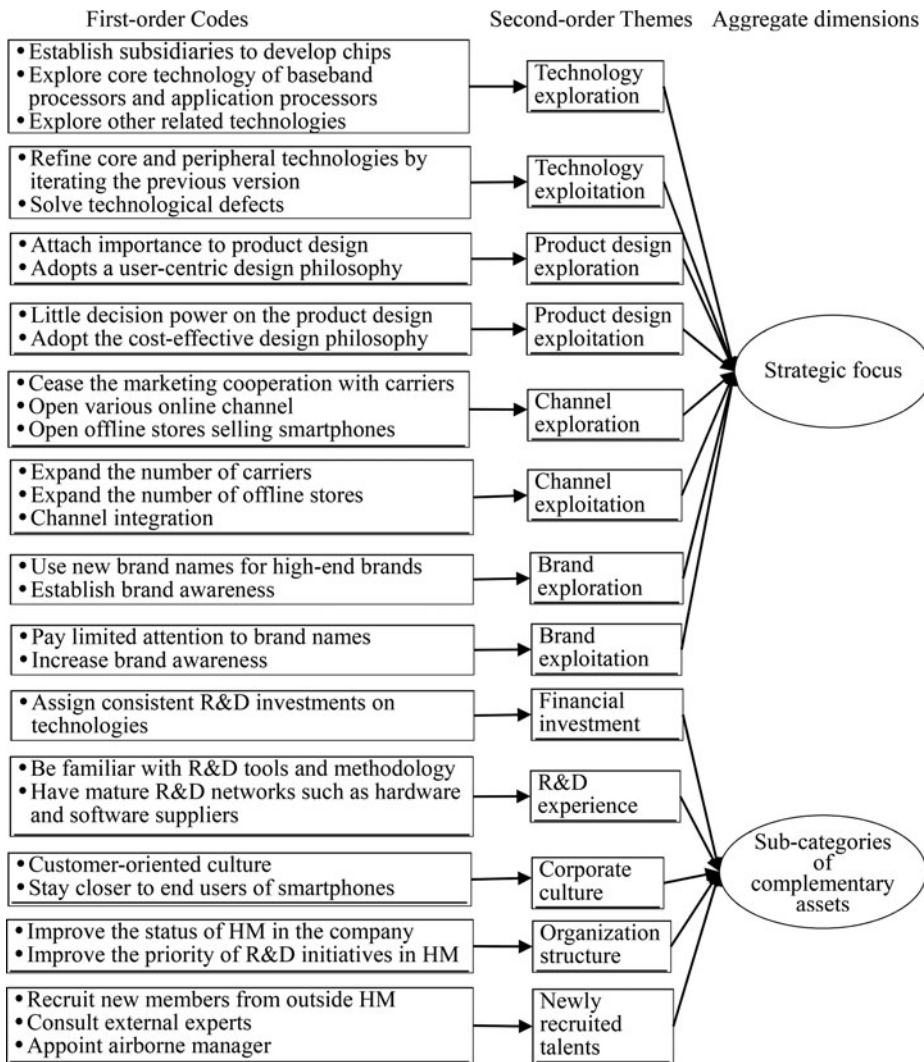 First-order Codes
Second-order Themes
Aggregate dimensions
• Establish subsidiaries to develop chips
• Explore core technology of baseband
processors and application processors
• Explore other related technologies
Technology
exploration
• Refine core and peripheral technologies by
iterating the previous version
• Solve technological defects
Technology
exploitation
• Attach importance to product design
• Adopts a user-centric design philosophy
Product design
exploration
• Little decision power on the product design
• Adopt the cost-effective design philosophy
Product design
exploitation
• Cease the marketing cooperation with carriers
• Open various online channel
• Open offline stores selling smartphones
Channel
exploration
• Expand the number of carriers
• Expand the number of offline stores
• Channel integration
Channel
exploitation
• Use new brand names for high-end brands
• Establish brand awareness
Brand
exploration
• Pay limited attention to brand names
• Increase brand awareness
Brand
exploitation
Strategic focus
• Assign consistent R&D investments on
technologies
Financial
investment
• Be familiar with R&D tools and methodology
• Have mature R&D networks such as hardware
and software suppliers
R&D
experience
• Customer-oriented culture
• Stay closer to end users of smartphones
Corporate
culture
• Improve the status of HM in the company
• Improve the priority of R&D initiatives in HM
Organization
structure
• Recruit new members from outside HM
• Consult external experts
• Appoint airborne manager
Newly
recruited
talents
Sub-categories
of
complementary
assets